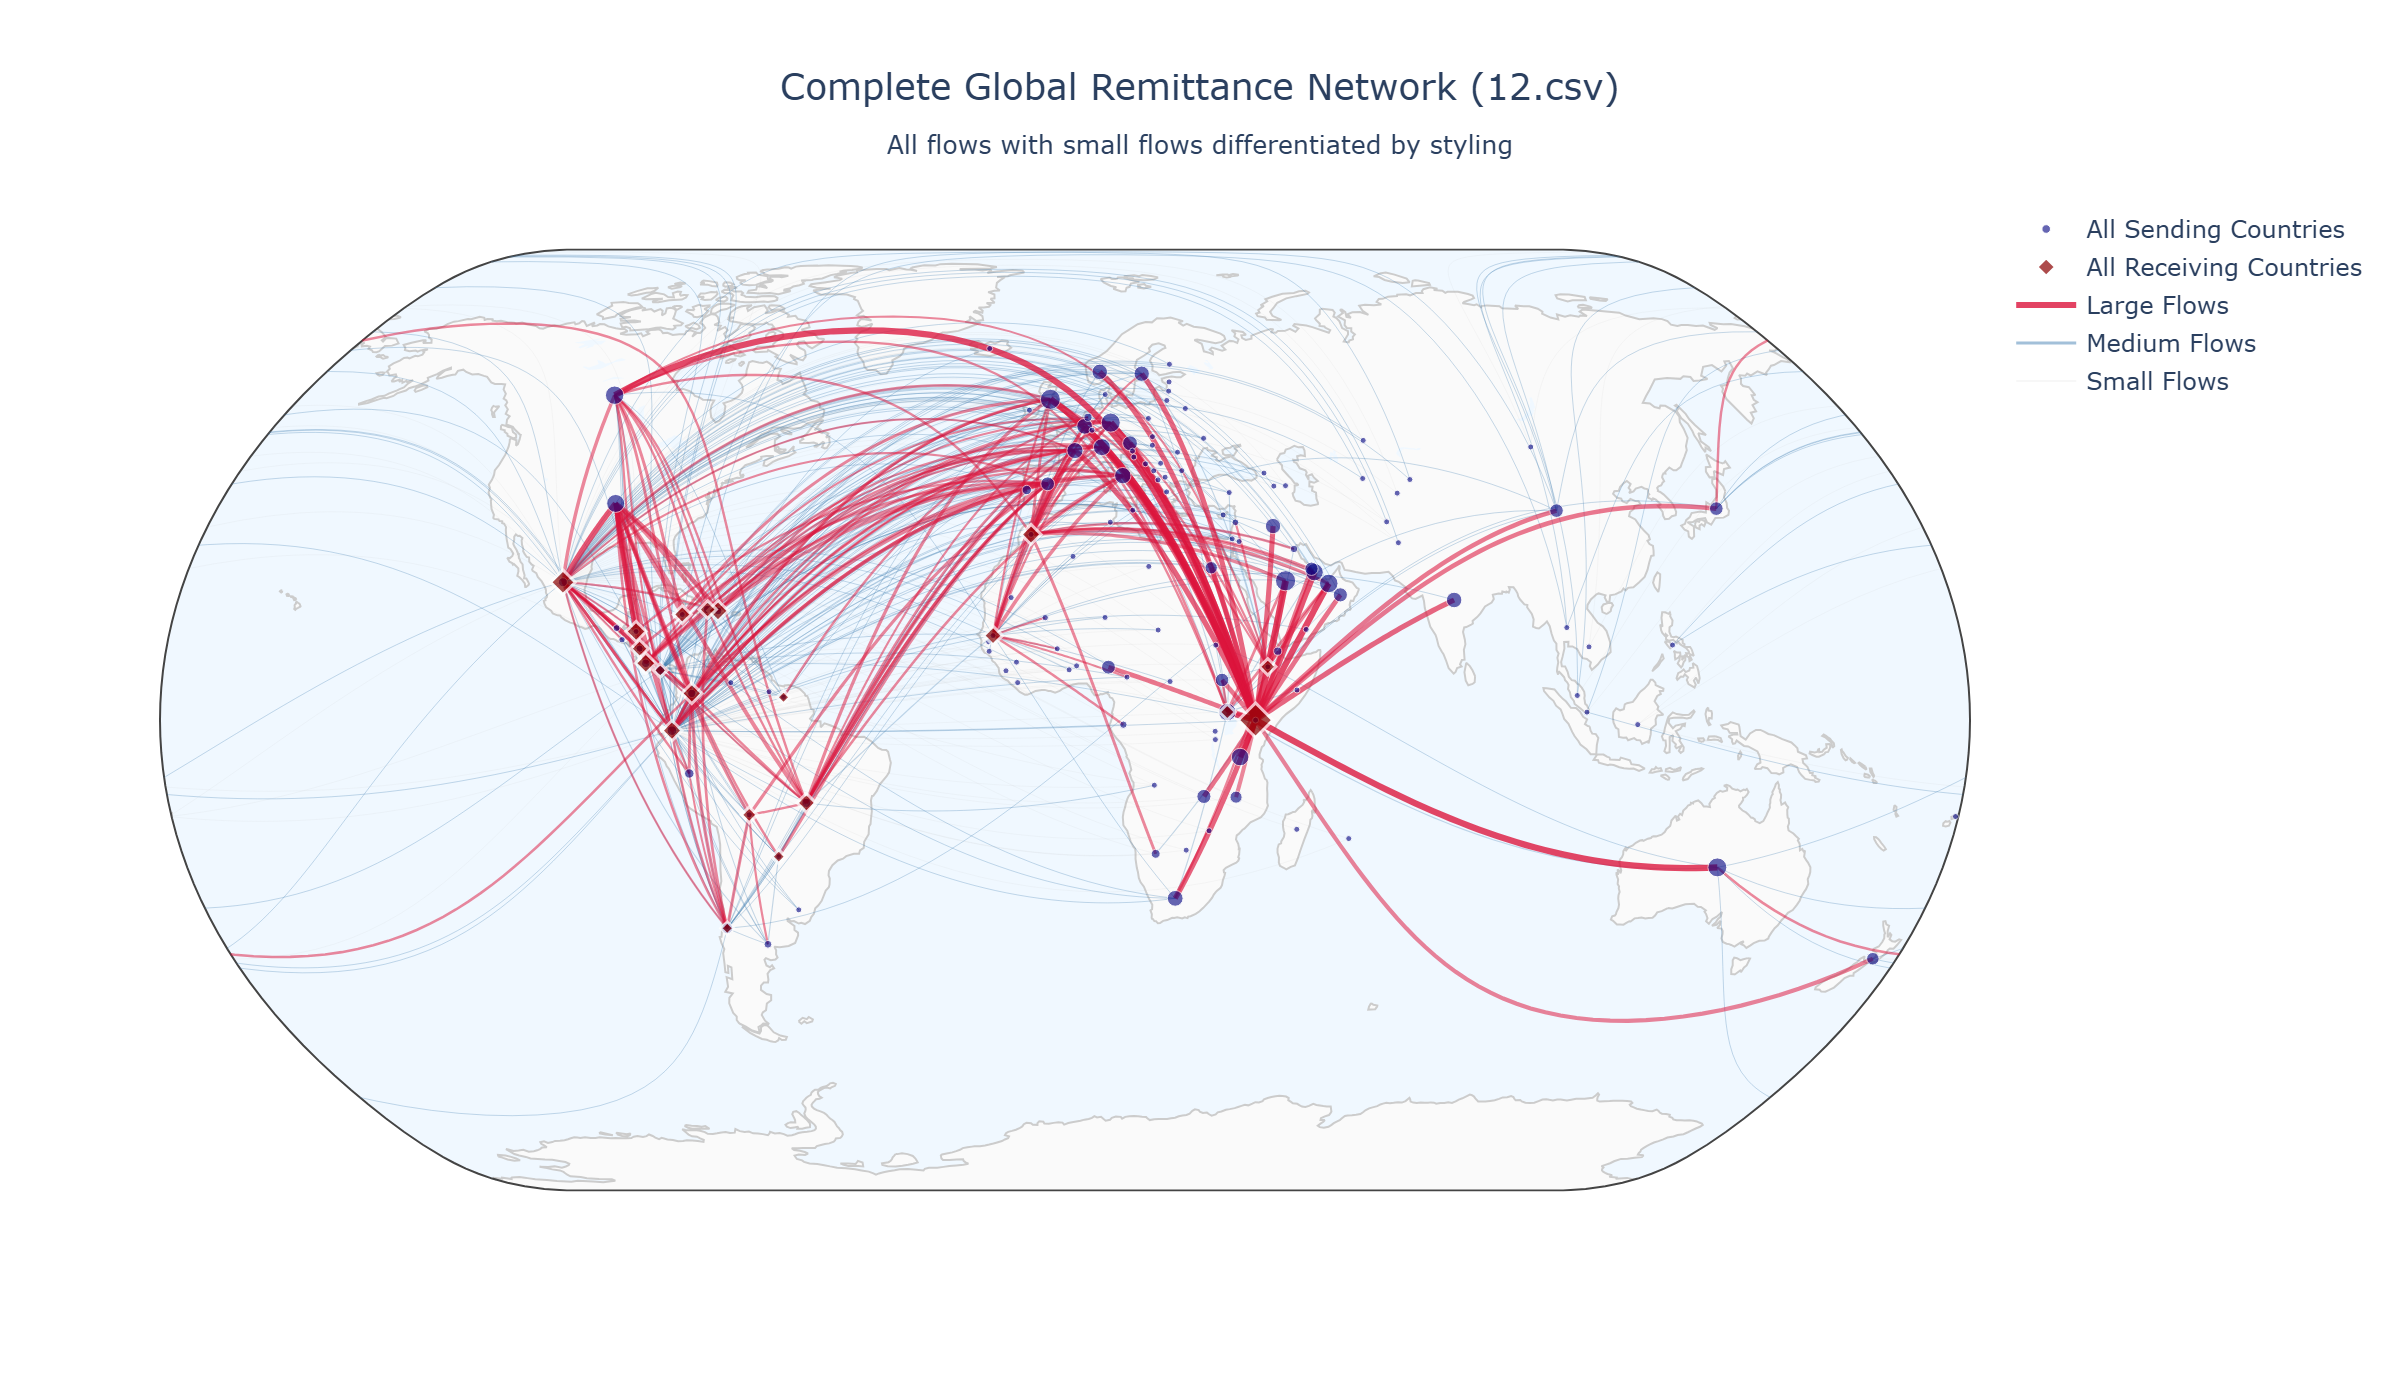 Complete Global Remittance Network (12.csv)
All flows with small flows differentiated by styling
All Sending Countries
All Receiving Countries
Large Flows
Medium Flows
Small Flows